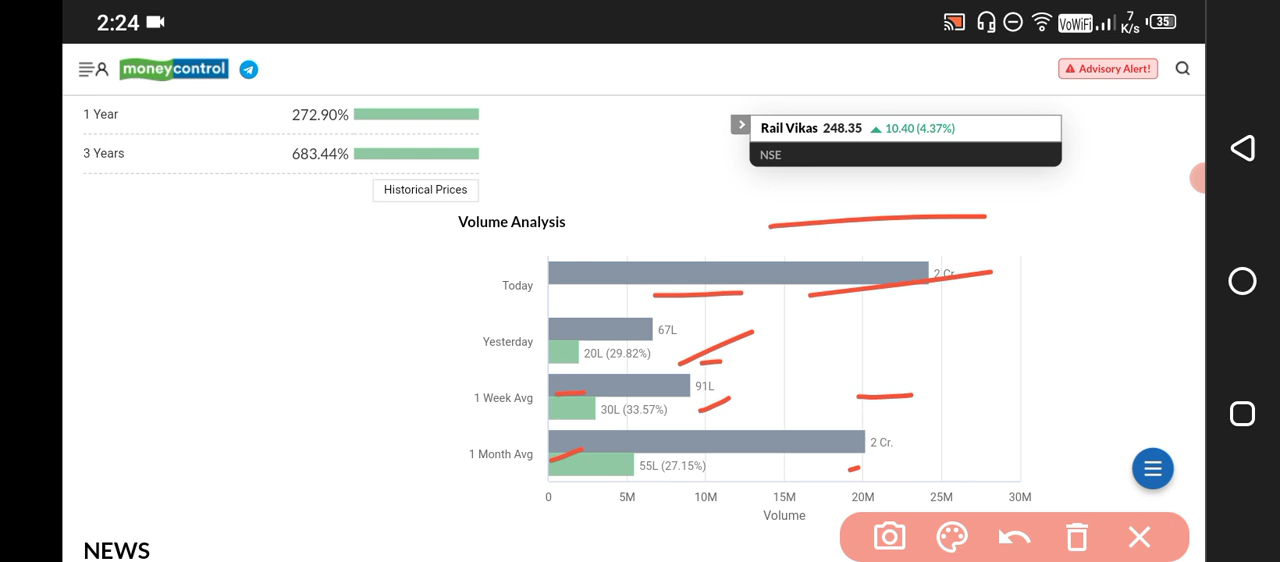 2:24
VoWiFi
7 K/s
35
moneycontrol
Advisory Alert!
1 Year 272.90%
3 Years 683.44%
Historical Prices
Rail Vikas 248.35 10.40 (4.37%)
NSE
Volume Analysis
Today 2 Cr.
Yesterday 67L
20L (29.82%)
1 Week Avg 91L
30L (33.57%)
1 Month Avg 2 Cr.
55L (27.15%)
0 5M 10M 15M 20M 25M 30M
Volume
NEWS